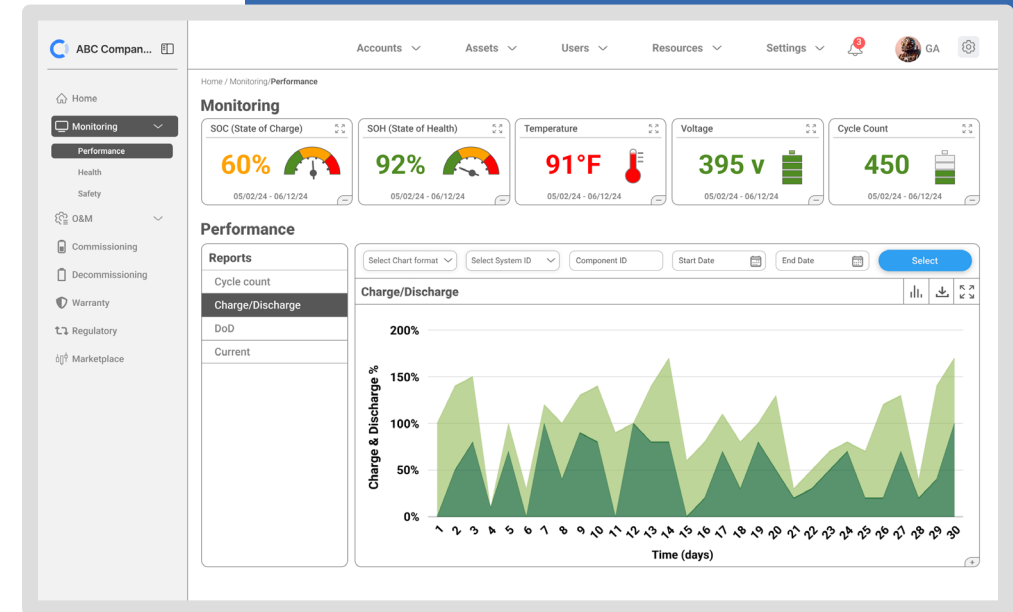 ABC Compan...
Accounts
Assets
Users
Resources
Settings
3
GA
Home / Monitoring/Performance
Home
Monitoring
Performance
Health
Safety
O&M
Commissioning
Decommissioning
Warranty
Regulatory
Marketplace
Monitoring
SOC (State of Charge)
60%
05/02/24 - 06/12/24
SOH (State of Health)
92%
05/02/24 - 06/12/24
Temperature
91°F
05/02/24 - 06/12/24
Voltage
395 v
05/02/24 - 06/12/24
Cycle Count
450
05/02/24 - 06/12/24
Performance
Reports
Cycle count
Charge/Discharge
DoD
Current
Select Chart format
Select System ID
Component ID
Start Date
End Date
Select
Charge/Discharge
Charge & Discharge %
200%
150%
100%
50%
0%
1 2 3 4 5 6 7 8 9 10 11 12 13 14 15 16 17 18 19 20 21 22 23 24 25 26 27 28 29 30
Time (days)